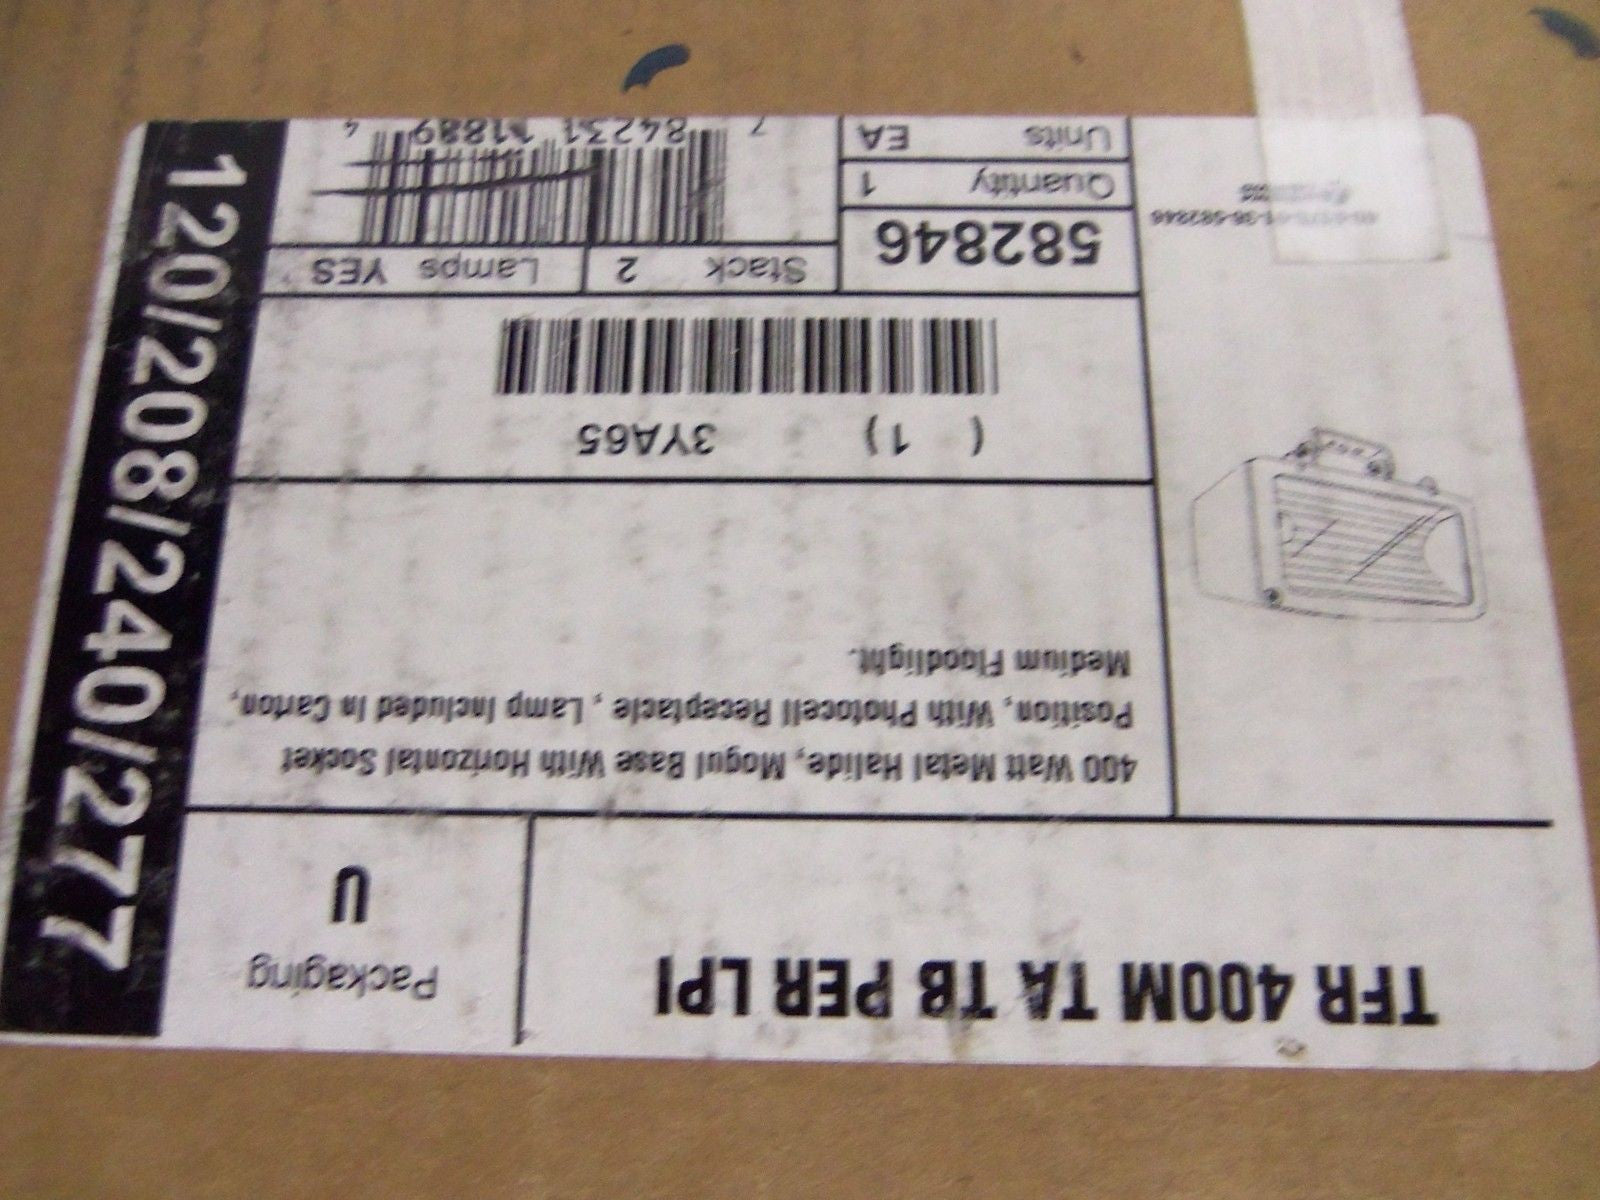 TFR 400M TA TB PER LPI
Packaging
U
400 Watt Metal Halide, Mogul Base With Horizontal Socket
Position, With Photocell Receptacle , Lamp Included In Carton,
Medium Floodlight.
( 1) 3YA65
582846
Stack 2
Lamps YES
Quantity 1
Units EA
7 84231 11889 4
120/208/240/277